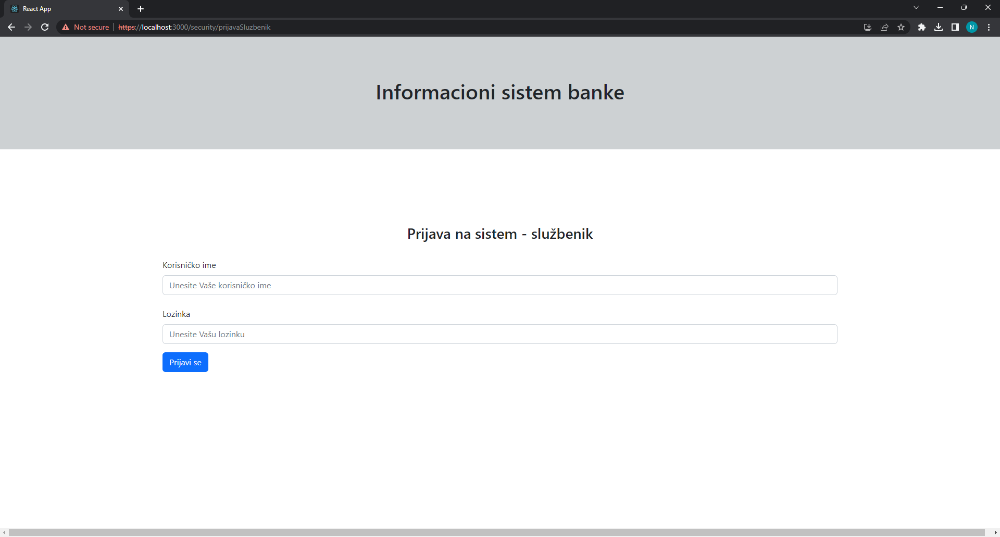 React App
Not secure https://localhost:3000/security/prijavaSluzbenik
N
Informacioni sistem banke
Prijava na sistem - službenik
Korisničko ime
Unesite Vaše korisničko ime
Lozinka
Unesite Vašu lozinku
Prijavi se